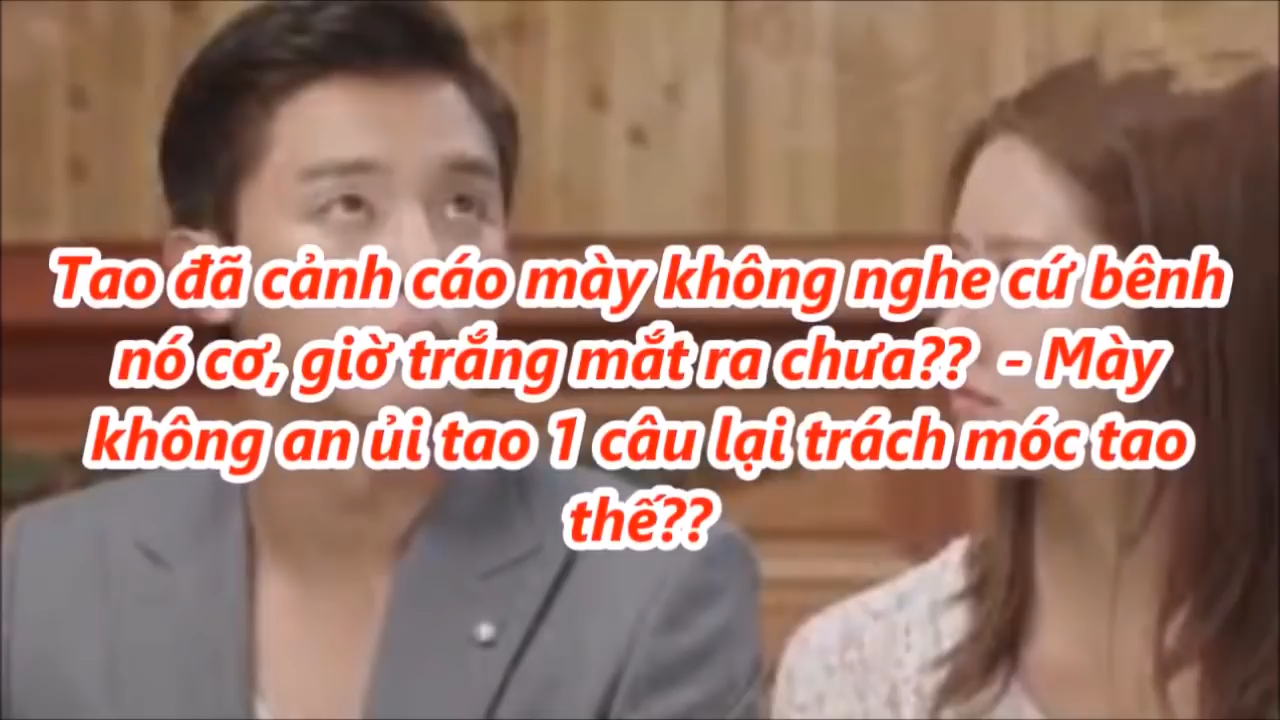 Tao đã cảnh cáo mày không nghe cứ bênh
nó cơ, giờ trắng mắt ra chưa??  - Mày
không an ủi tao 1 câu lại trách móc tao
thế??